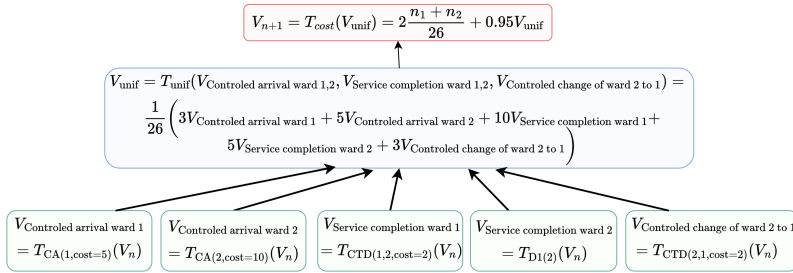 V_{n+1} = T_{cost}(V_{unif}) = 2\frac{n_1 + n_2}{26} + 0.95V_{unif}
V_{unif} = T_{unif}(V_{Controled arrival ward 1,2}, V_{Service completion ward 1,2}, V_{Controled change of ward 2 to 1}) =
\frac{1}{26}(3V_{Controled arrival ward 1} + 5V_{Controled arrival ward 2} + 10V_{Service completion ward 1}+
5V_{Service completion ward 2} + 3V_{Controled change of ward 2 to 1})
V_{Controled arrival ward 1}
= T_{CA(1,cost=5)}(V_n)
V_{Controled arrival ward 2}
= T_{CA(2,cost=10)}(V_n)
V_{Service completion ward 1}
= T_{CTD(1,2,cost=2)}(V_n)
V_{Service completion ward 2}
= T_{D1(2)}(V_n)
V_{Controled change of ward 2 to 1}
= T_{CTD(2,1,cost=2)}(V_n)